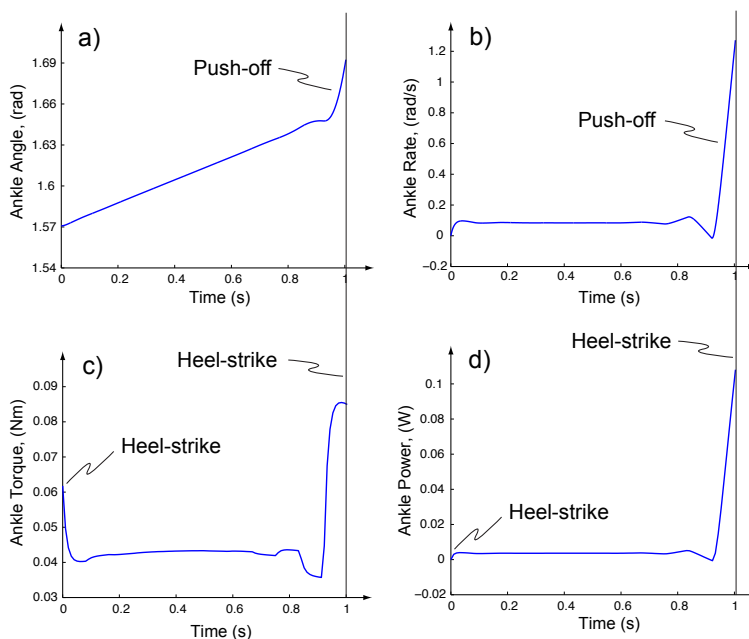 a)
Ankle Angle, (rad)
1.69
1.66
1.63
1.6
1.57
1.54
Push-off
0
0.2
0.4
0.6
0.8
1
Time (s)
b)
Ankle Rate, (rad/s)
1.2
1
0.8
0.6
0.4
0.2
0
−0.2
Push-off
0
0.2
0.4
0.6
0.8
1
Time (s)
c)
Ankle Torque, (Nm)
0.09
0.08
0.07
0.06
0.05
0.04
0.03
Heel-strike
Heel-strike
0
0.2
0.4
0.6
0.8
1
Time (s)
d)
Ankle Power, (W)
0.1
0.08
0.06
0.04
0.02
0
−0.02
Heel-strike
Heel-strike
0
0.2
0.4
0.6
0.8
1
Time (s)